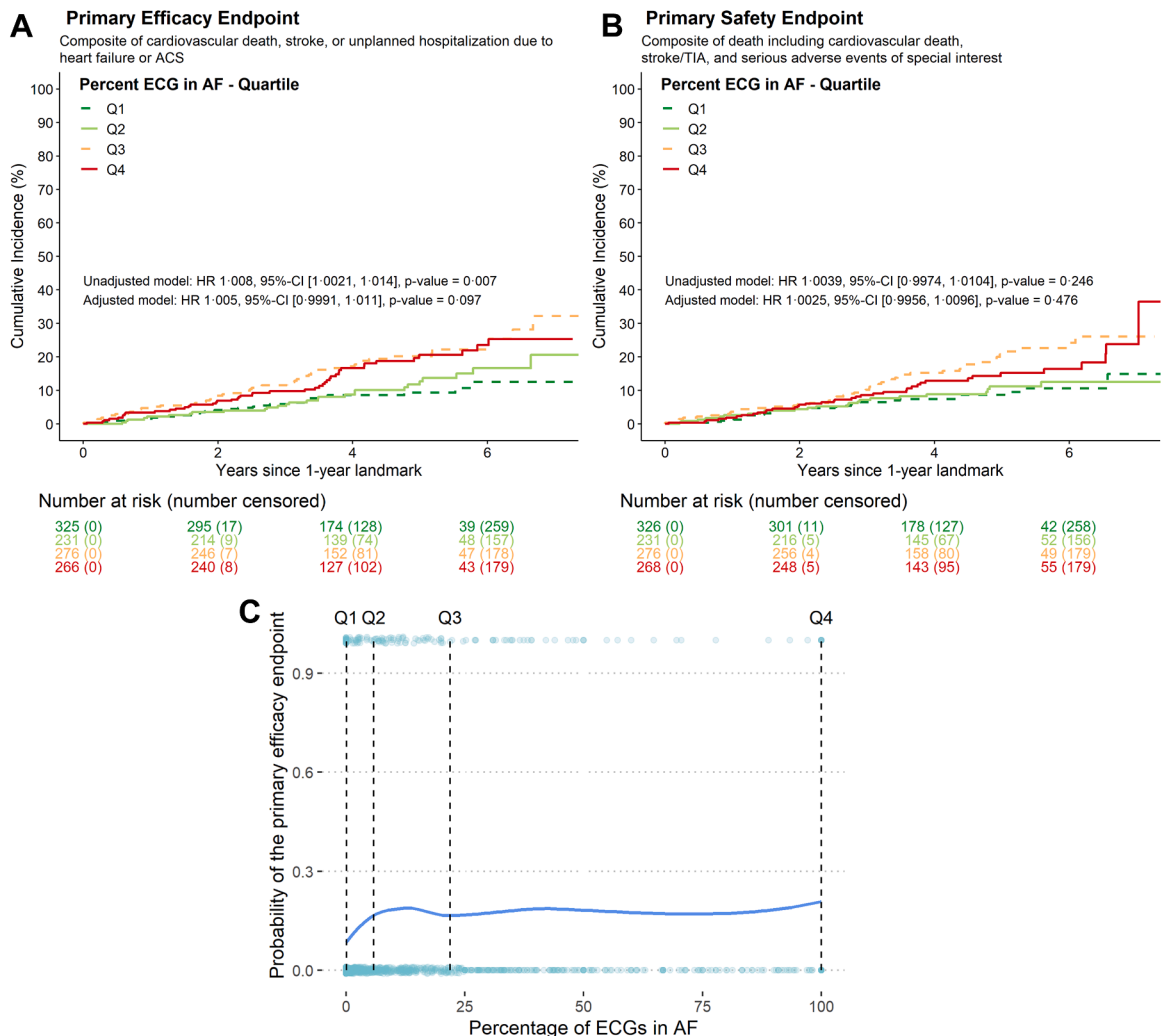 A
Primary Efficacy Endpoint
Composite of cardiovascular death, stroke, or unplanned hospitalization due to
heart failure or ACS
Percent ECG in AF - Quartile
Q1
Q2
Q3
Q4
100
90
80
70
60
50
40
30
20
10
0
Cumulative Incidence (%)
Unadjusted model: HR 1·008, 95%-CI [1·0021, 1·014], p-value = 0·007
Adjusted model: HR 1·005, 95%-CI [0·9991, 1·011], p-value = 0·097
0 2 4 6
Years since 1-year landmark
Number at risk (number censored)
325 (0) 295 (17) 174 (128) 39 (259)
231 (0) 214 (9) 139 (74) 48 (157)
276 (0) 246 (7) 152 (81) 47 (178)
266 (0) 240 (8) 127 (102) 43 (179)
B
Primary Safety Endpoint
Composite of death including cardiovascular death,
stroke/TIA, and serious adverse events of special interest
Percent ECG in AF - Quartile
Q1
Q2
Q3
Q4
100
90
80
70
60
50
40
30
20
10
0
Cumulative Incidence (%)
Unadjusted model: HR 1·0039, 95%-CI [0·9974, 1·0104], p-value = 0·246
Adjusted model: HR 1·0025, 95%-CI [0·9956, 1·0096], p-value = 0·476
0 2 4 6
Years since 1-year landmark
Number at risk (number censored)
326 (0) 301 (11) 178 (127) 42 (258)
231 (0) 216 (5) 145 (67) 52 (156)
276 (0) 256 (4) 158 (80) 49 (179)
268 (0) 248 (5) 143 (95) 55 (179)
C
Q1 Q2 Q3 Q4
Probability of the primary efficacy endpoint
0.9
0.6
0.3
0.0
0 25 50 75 100
Percentage of ECGs in AF